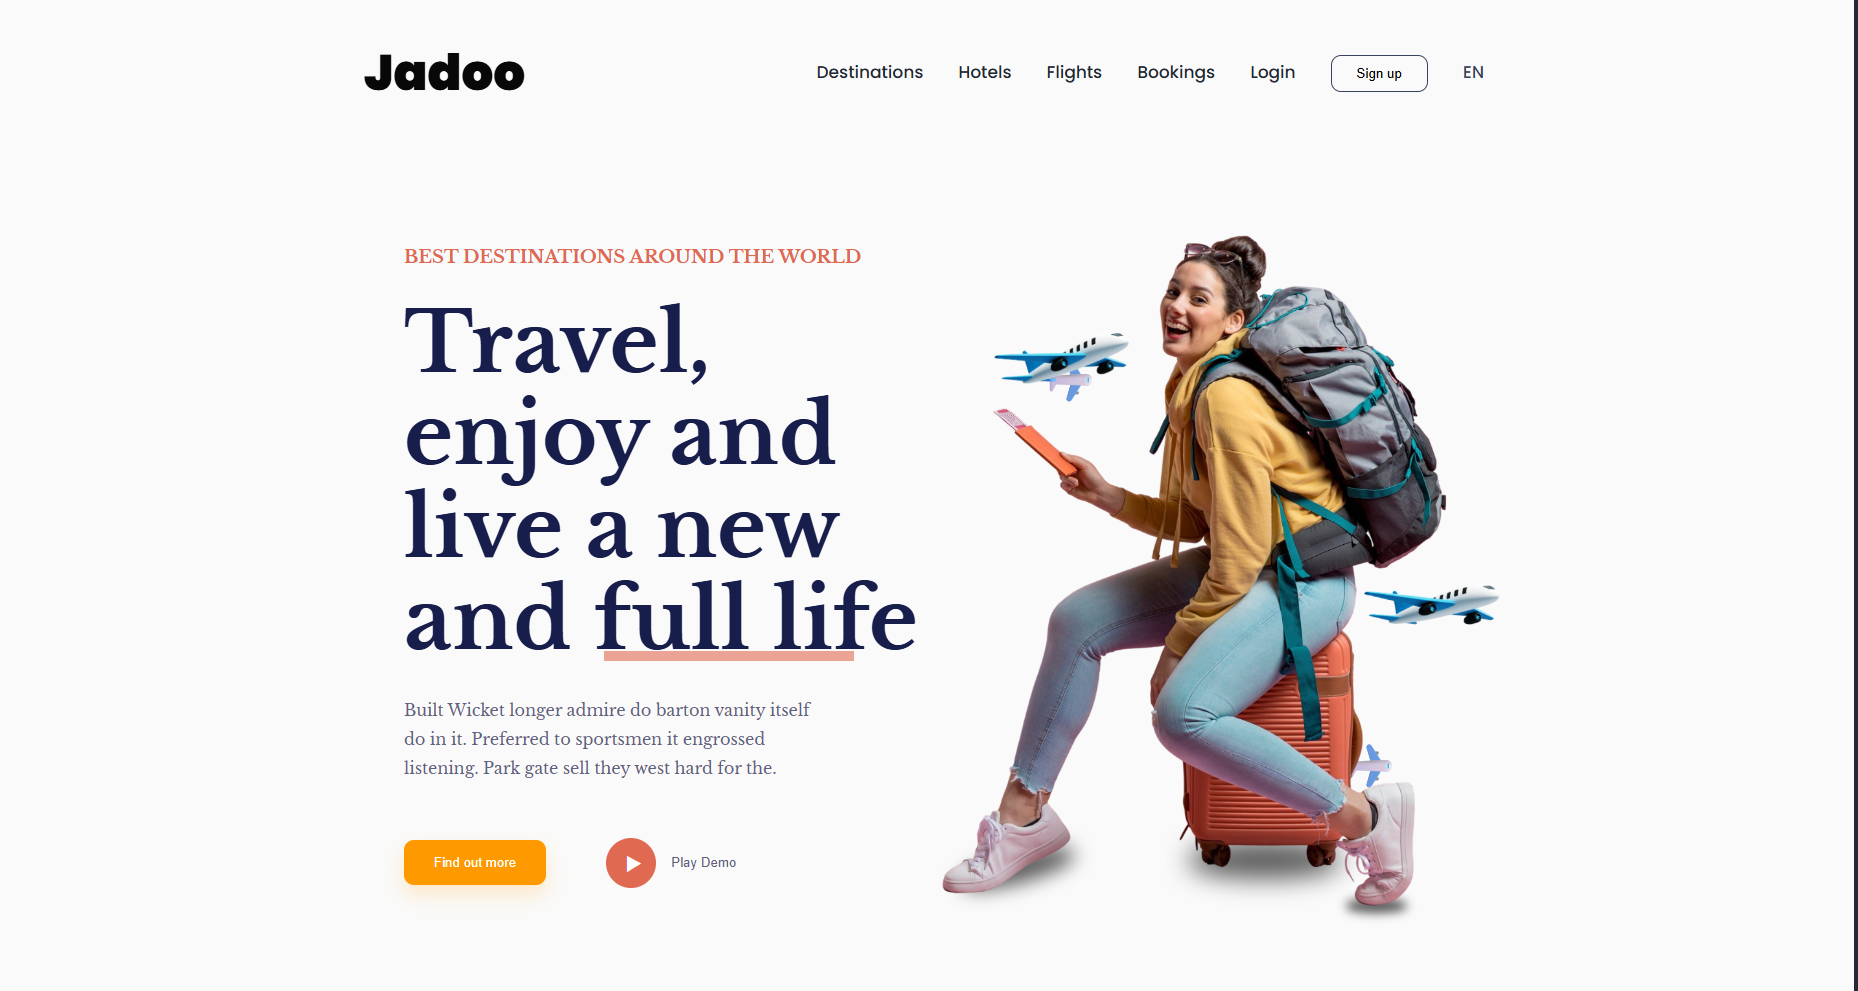 Jadoo
Destinations Hotels Flights Bookings Login Sign up EN
BEST DESTINATIONS AROUND THE WORLD
Travel,
enjoy and
live a new
and full life
Built Wicket longer admire do barton vanity itself
do in it. Preferred to sportsmen it engrossed
listening. Park gate sell they west hard for the.
Find out more Play Demo